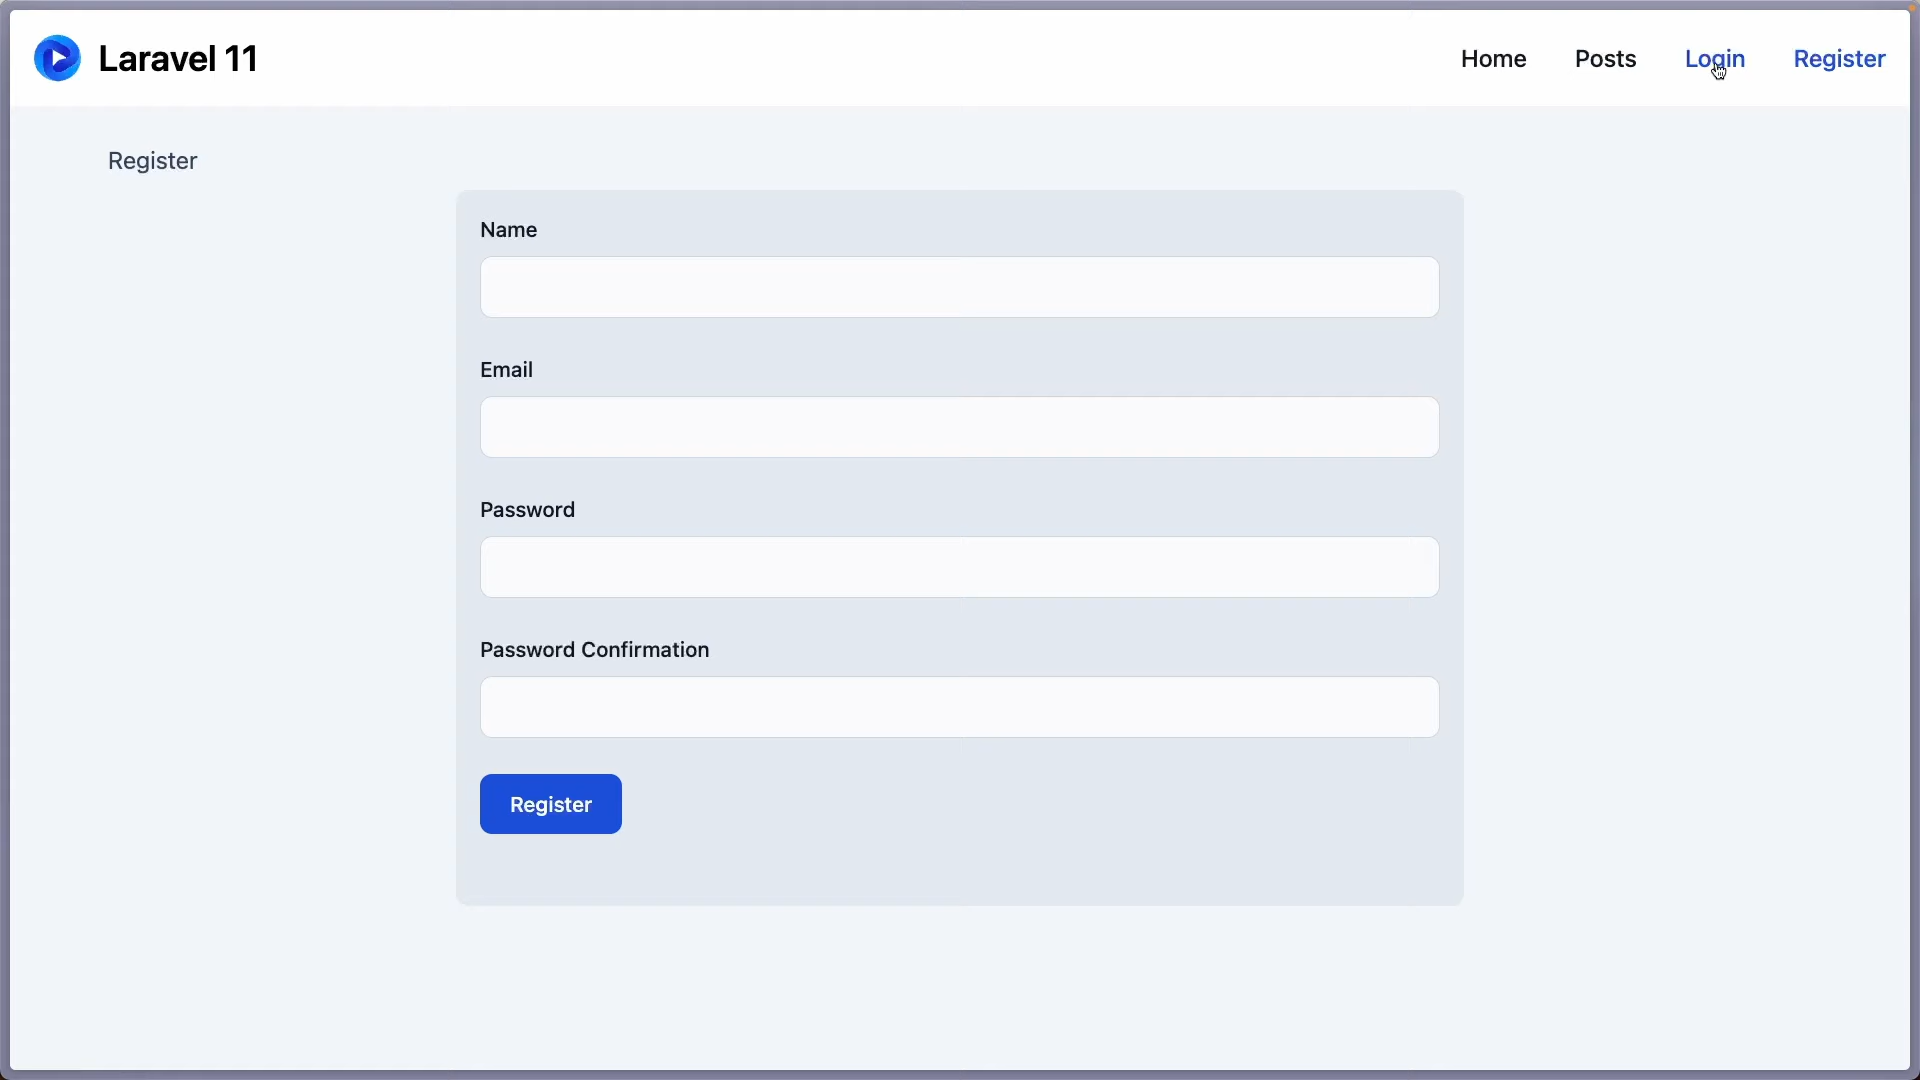 Laravel 11
Home Posts Login Register
Register
Name
Email
Password
Password Confirmation
Register